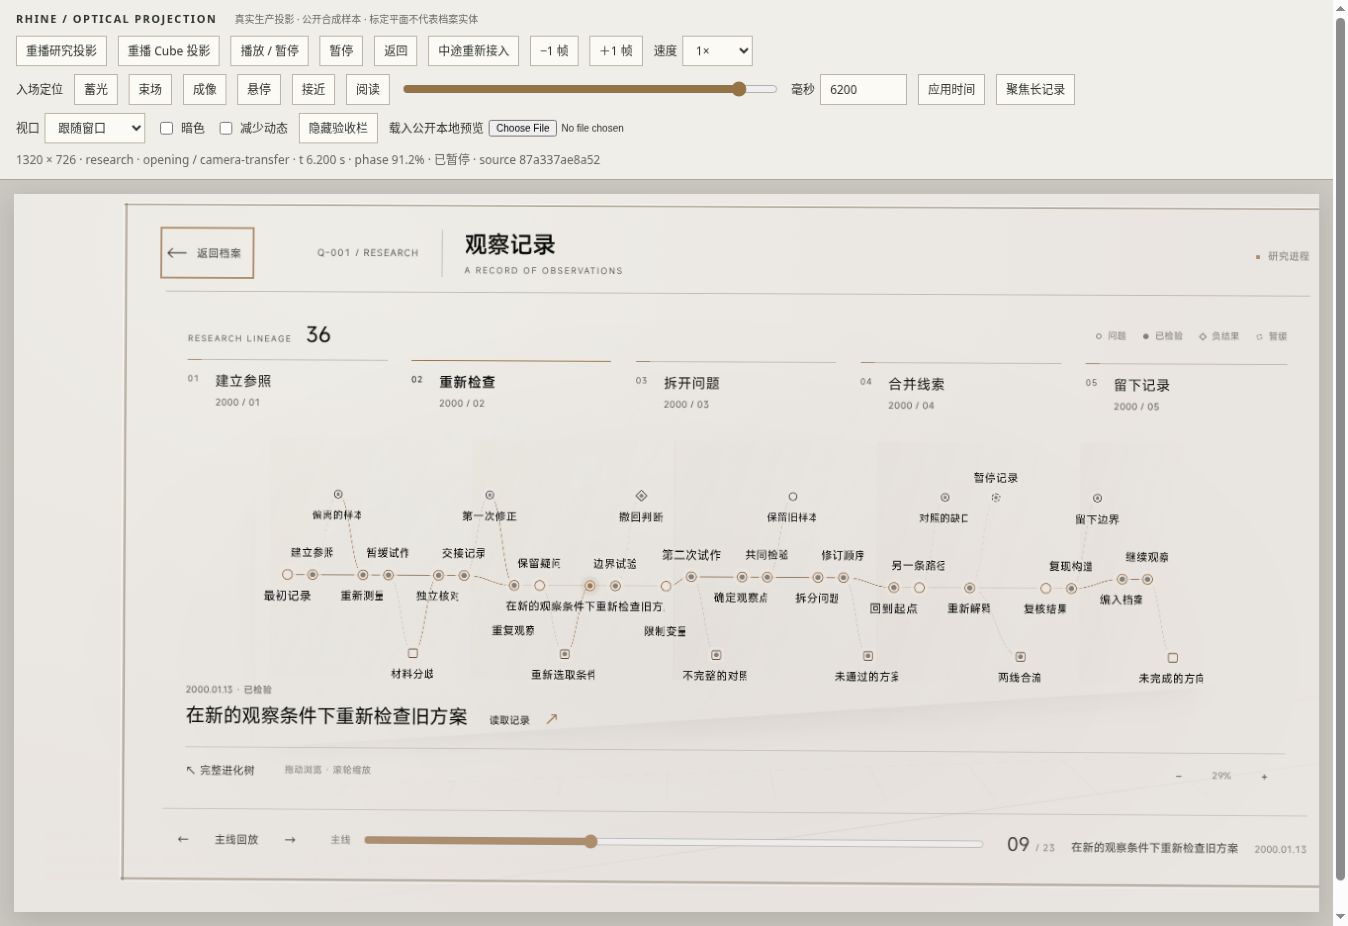 RHINE / OPTICAL PROJECTION 真实生产投影 · 公开合成样本 · 标定平面不代表档案实体
重播研究投影 重播 Cube 投影 播放 / 暂停 暂停 返回 中途重新接入 −1 帧 ＋1 帧 速度 1×
入场定位 蓄光 束场 成像 悬停 接近 阅读 毫秒 6200 应用时间 聚焦长记录
视口 跟随窗口 暗色 减少动态 隐藏验收栏 载入公开本地预览 Choose File No file chosen
1320 × 726 · research · opening / camera-transfer · t 6.200 s · phase 91.2% · 已暂停 · source 87a337ae8a52
← 返回档案 Q-001 / RESEARCH 观察记录
A RECORD OF OBSERVATIONS
研究进程
RESEARCH LINEAGE 36
问题 已检验 负结果 暂缓
01 建立参照 02 重新检查 03 拆开问题 04 合并线索 05 留下记录
2000 / 01 2000 / 02 2000 / 03 2000 / 04 2000 / 05
暂停记录
偏离的样本 第一次修正 撤回判断 保留旧样本 对照的缺口 留下边界
建立参照 暂缓试作 交接记录 保留疑问 边界试验 第二次试作 共同检验 修订顺序 另一条路径 复现构造 继续观察
最初记录 重新测量 独立核对 在新的观察条件下重新检查旧方 确定观察点 拆分问题 回到起点 重新解释 复核结果 编入档案
重复观察 限制变量
材料分歧 重新选取条件 不完整的对照 未通过的方案 两线合流 未完成的方向
2000.01.13 · 已检验
在新的观察条件下重新检查旧方案 读取记录 ↗
↖ 完整进化树 拖动浏览 · 滚轮缩放 − 29% +
← 主线回放 → 主线 09 / 23 在新的观察条件下重新检查旧方案 2000.01.13